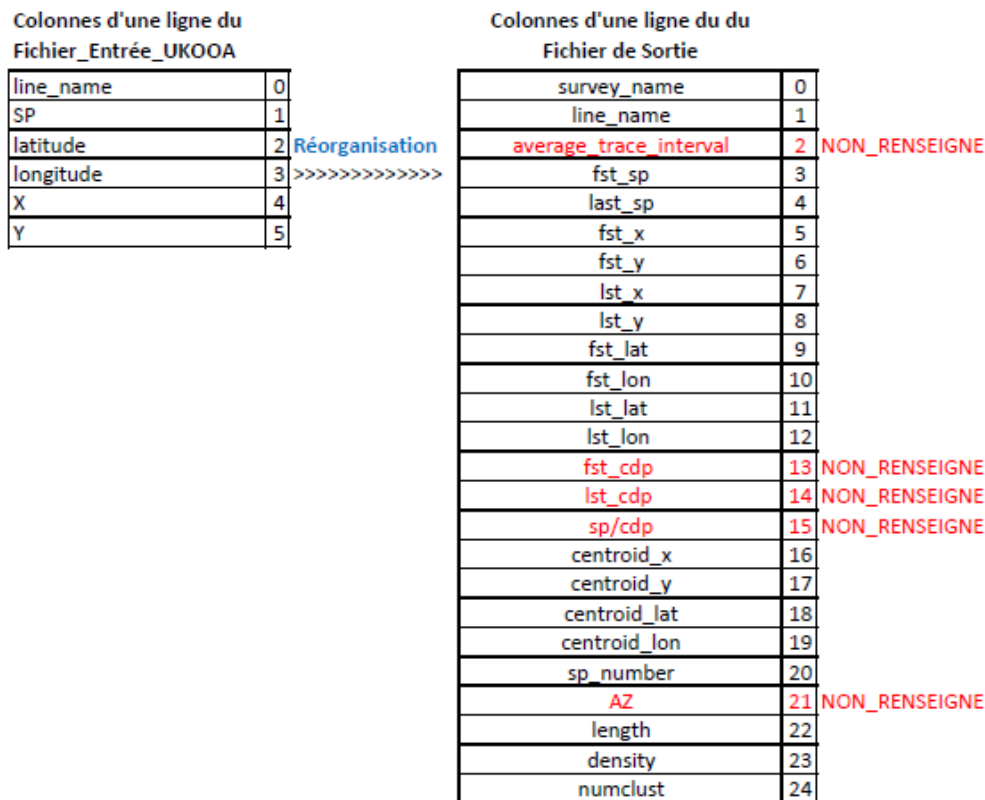 Colonnes d'une ligne du
Fichier_Entrée_UKOOA
line_name 0
SP 1
latitude 2
longitude 3
X 4
Y 5
Réorganisation
>>>>>>>>>>>>>
Colonnes d'une ligne du du
Fichier de Sortie
survey_name 0
line_name 1
average_trace_interval 2 NON_RENSEIGNE
fst_sp 3
last_sp 4
fst_x 5
fst_y 6
lst_x 7
lst_y 8
fst_lat 9
fst_lon 10
lst_lat 11
lst_lon 12
fst_cdp 13 NON_RENSEIGNE
lst_cdp 14 NON_RENSEIGNE
sp/cdp 15 NON_RENSEIGNE
centroid_x 16
centroid_y 17
centroid_lat 18
centroid_lon 19
sp_number 20
AZ 21 NON_RENSEIGNE
length 22
density 23
numclust 24